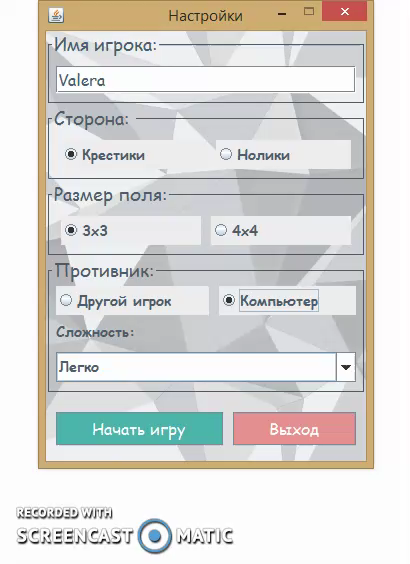 Настройки
Имя игрока:
Valera
Сторона:
Крестики Нолики
Размер поля:
3x3 4x4
Противник:
Другой игрок Компьютер
Сложность:
Легко
Начать игру Выход
RECORDED WITH
SCREENCAST MATIC